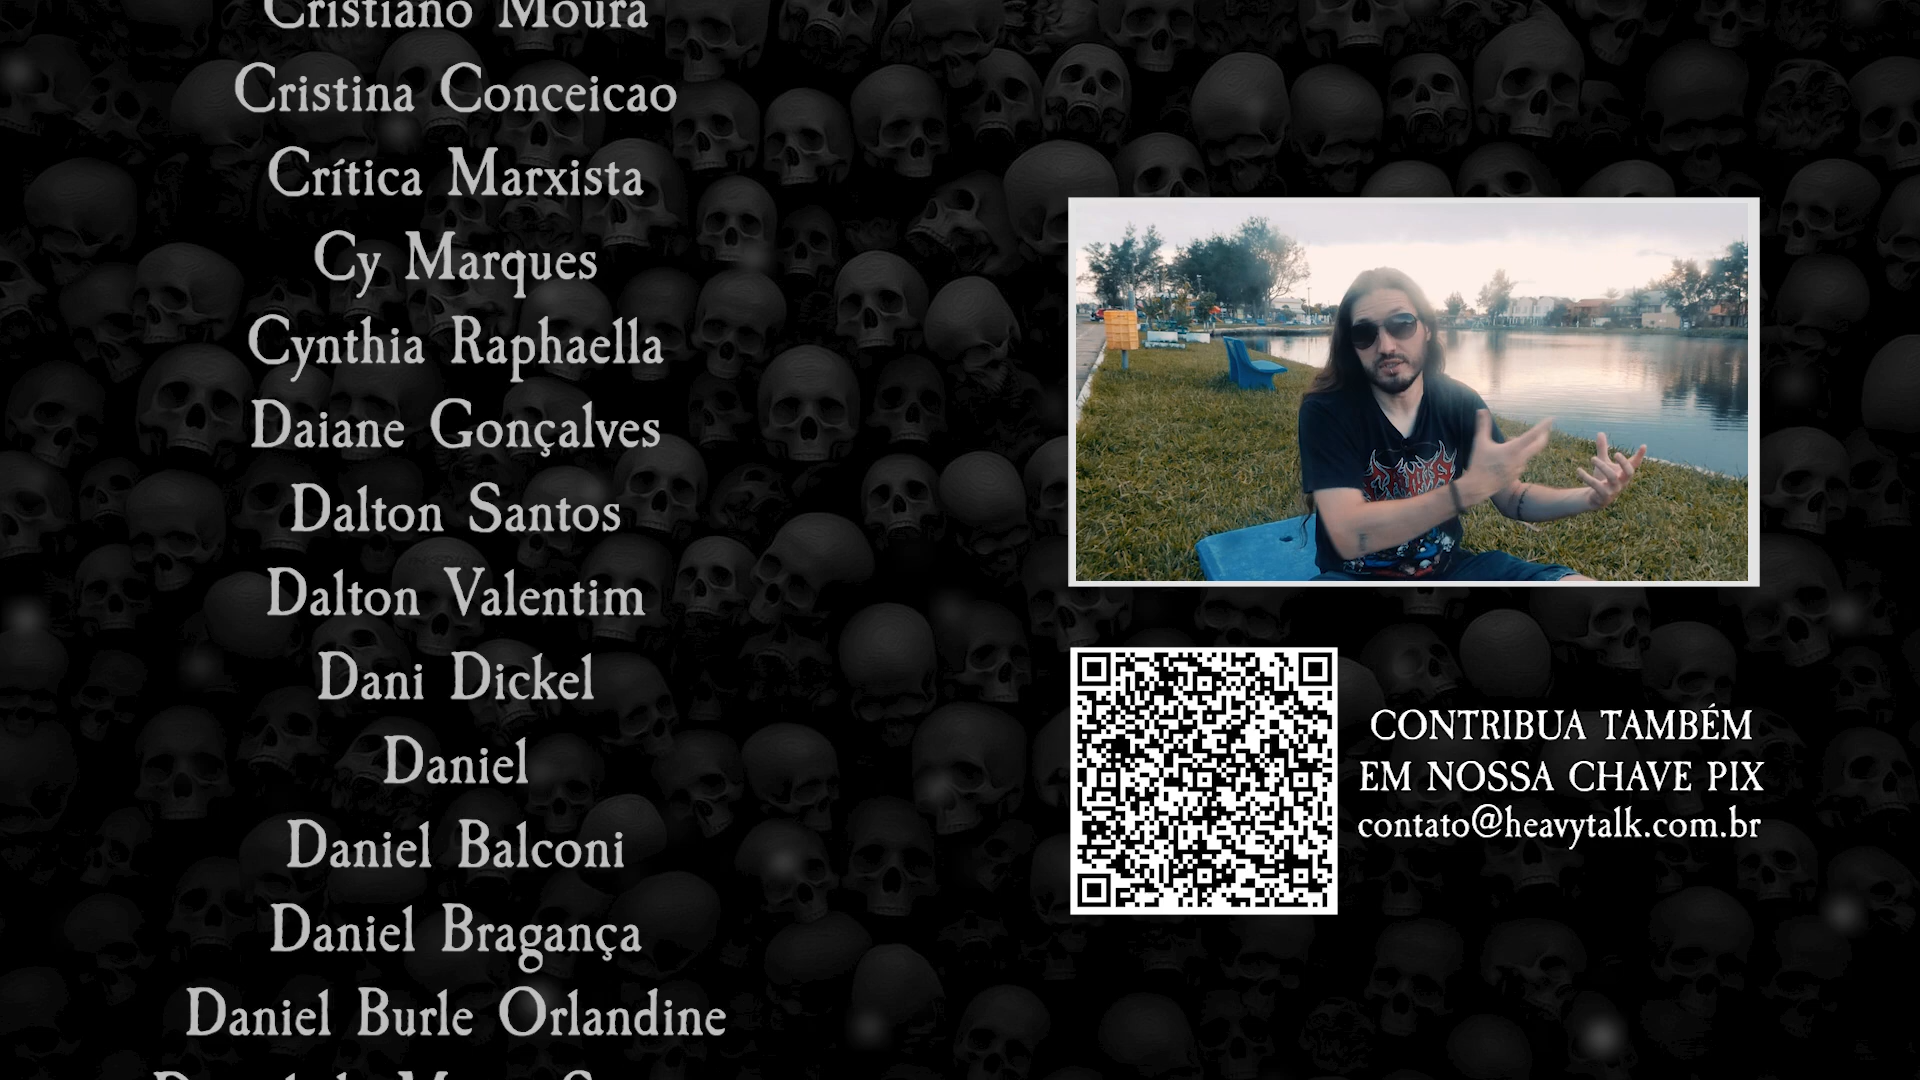 Cristiano Moura
Cristina Conceicao
Crítica Marxista
Cy Marques
Cynthia Raphaella
Daiane Gonçalves
Dalton Santos
Dalton Valentim
Dani Dickel
Daniel
Daniel Balconi
Daniel Bragança
Daniel Burle Orlandine
CONTRIBUA TAMBÉM
EM NOSSA CHAVE PIX
contato@heavytalk.com.br